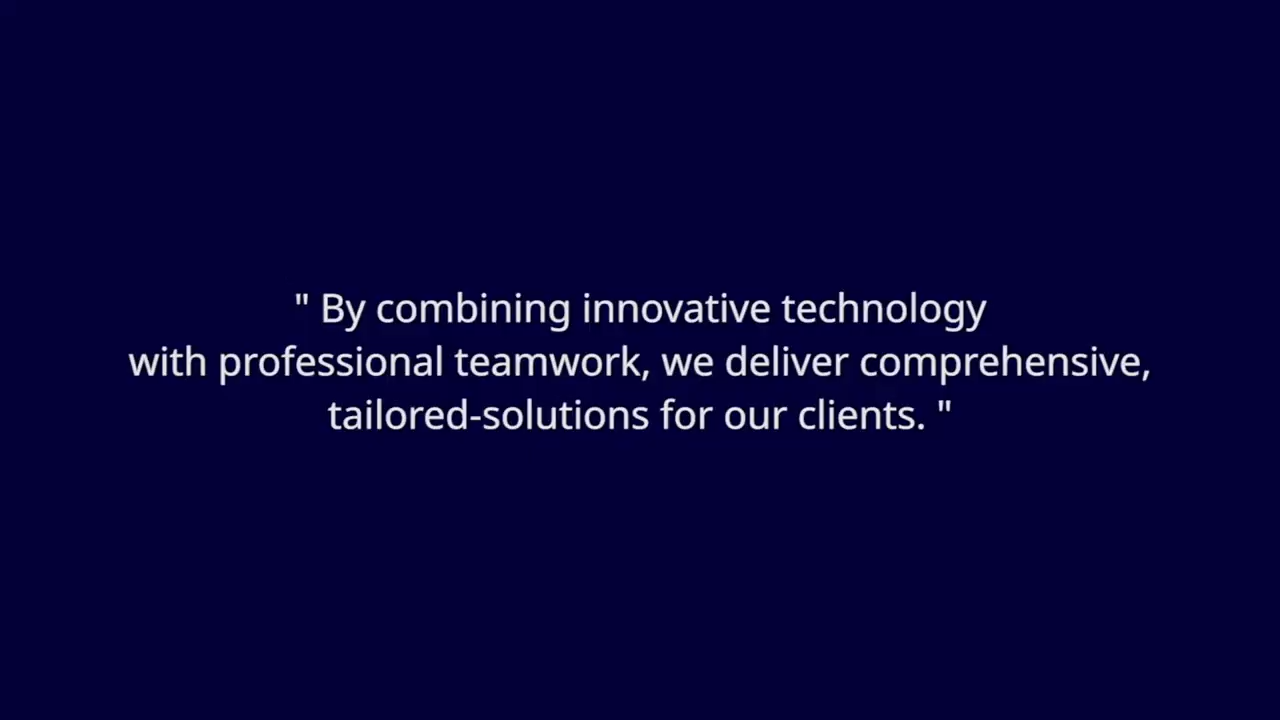 " By combining innovative technology
with professional teamwork, we deliver comprehensive,
tailored-solutions for our clients. "